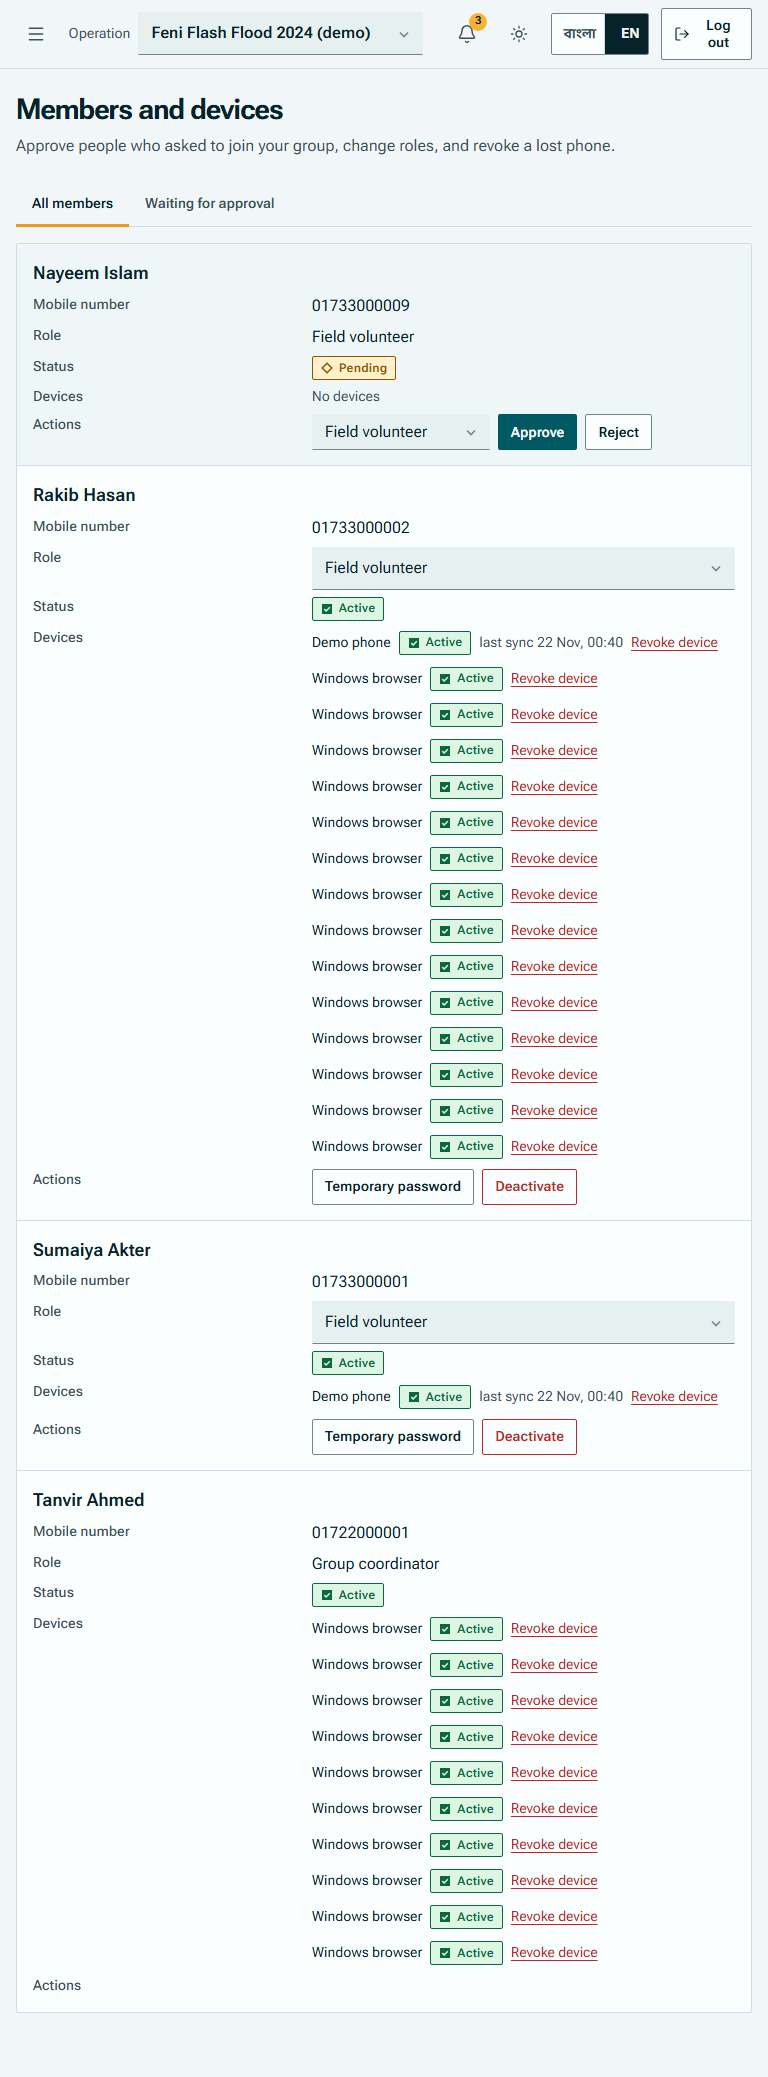 Operation Feni Flash Flood 2024 (demo) 3 বাংলা EN Log out
Members and devices
Approve people who asked to join your group, change roles, and revoke a lost phone.
All members Waiting for approval
Nayeem Islam
Mobile number 01733000009
Role Field volunteer
Status Pending
Devices No devices
Actions Field volunteer Approve Reject
Rakib Hasan
Mobile number 01733000002
Role Field volunteer
Status Active
Devices Demo phone Active last sync 22 Nov, 00:40 Revoke device
Windows browser Active Revoke device
Windows browser Active Revoke device
Windows browser Active Revoke device
Windows browser Active Revoke device
Windows browser Active Revoke device
Windows browser Active Revoke device
Windows browser Active Revoke device
Windows browser Active Revoke device
Windows browser Active Revoke device
Windows browser Active Revoke device
Windows browser Active Revoke device
Windows browser Active Revoke device
Windows browser Active Revoke device
Windows browser Active Revoke device
Actions Temporary password Deactivate
Sumaiya Akter
Mobile number 01733000001
Role Field volunteer
Status Active
Devices Demo phone Active last sync 22 Nov, 00:40 Revoke device
Actions Temporary password Deactivate
Tanvir Ahmed
Mobile number 01722000001
Role Group coordinator
Status Active
Devices Windows browser Active Revoke device
Windows browser Active Revoke device
Windows browser Active Revoke device
Windows browser Active Revoke device
Windows browser Active Revoke device
Windows browser Active Revoke device
Windows browser Active Revoke device
Windows browser Active Revoke device
Windows browser Active Revoke device
Windows browser Active Revoke device
Actions